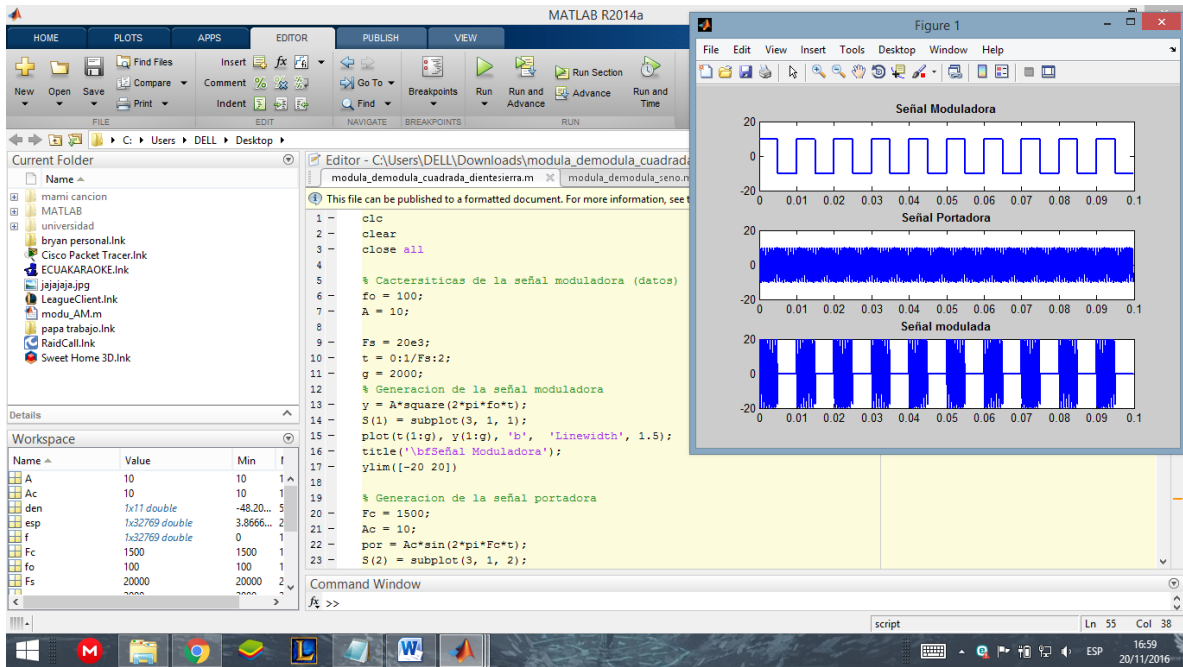 MATLAB R2014a
HOME PLOTS APPS EDITOR PUBLISH VIEW
New Open Save
Find Files
Compare
Print
Insert
Comment
Indent
Go To
Find
Breakpoints
Run
Run and Advance
Run Section
Advance
Run and Time
FILE EDIT NAVIGATE BREAKPOINTS RUN
C: Users DELL Desktop
Current Folder
Name
mami cancion
MATLAB
universidad
bryan personal.lnk
Cisco Packet Tracer.lnk
ECUAKARAOKE.lnk
jajajaja.jpg
LeagueClient.lnk
modu_AM.m
papa trabajo.lnk
RaidCall.lnk
Sweet Home 3D.lnk
Details
Workspace
Name Value Min
A 10 10
Ac 10 10
den 1x11 double -48.20...
esp 1x32769 double 3.8666...
f 1x32769 double 0
Fc 1500 1500
fo 100 100
Fs 20000 20000
Editor - C:\Users\DELL\Downloads\modula_demodula_cuadrada
modula_demodula_cuadrada_dientesierra.m modula_demodula_seno.m
This file can be published to a formatted document. For more information, see
1 clc
2 clear
3 close all
4
5 % Cactersiticas de la señal moduladora (datos)
6 fo = 100;
7 A = 10;
8
9 Fs = 20e3;
10 t = 0:1/Fs:2;
11 g = 2000;
12 % Generacion de la señal moduladora
13 y = A*square(2*pi*fo*t);
14 S(1) = subplot(3, 1, 1);
15 plot(t(1:g), y(1:g), 'b', 'Linewidth', 1.5);
16 title('\bfSeñal Moduladora');
17 ylim([-20 20])
18
19 % Generacion de la señal portadora
20 Fc = 1500;
21 Ac = 10;
22 por = Ac*sin(2*pi*Fc*t);
23 S(2) = subplot(3, 1, 2);
Command Window
fx >>
script Ln 55 Col 38
Figure 1
File Edit View Insert Tools Desktop Window Help
Señal Moduladora
20
0
-20
0 0.01 0.02 0.03 0.04 0.05 0.06 0.07 0.08 0.09 0.1
Señal Portadora
20
0
-20
0 0.01 0.02 0.03 0.04 0.05 0.06 0.07 0.08 0.09 0.1
Señal modulada
20
0
-20
0 0.01 0.02 0.03 0.04 0.05 0.06 0.07 0.08 0.09 0.1
ESP
16:59
20/11/2016